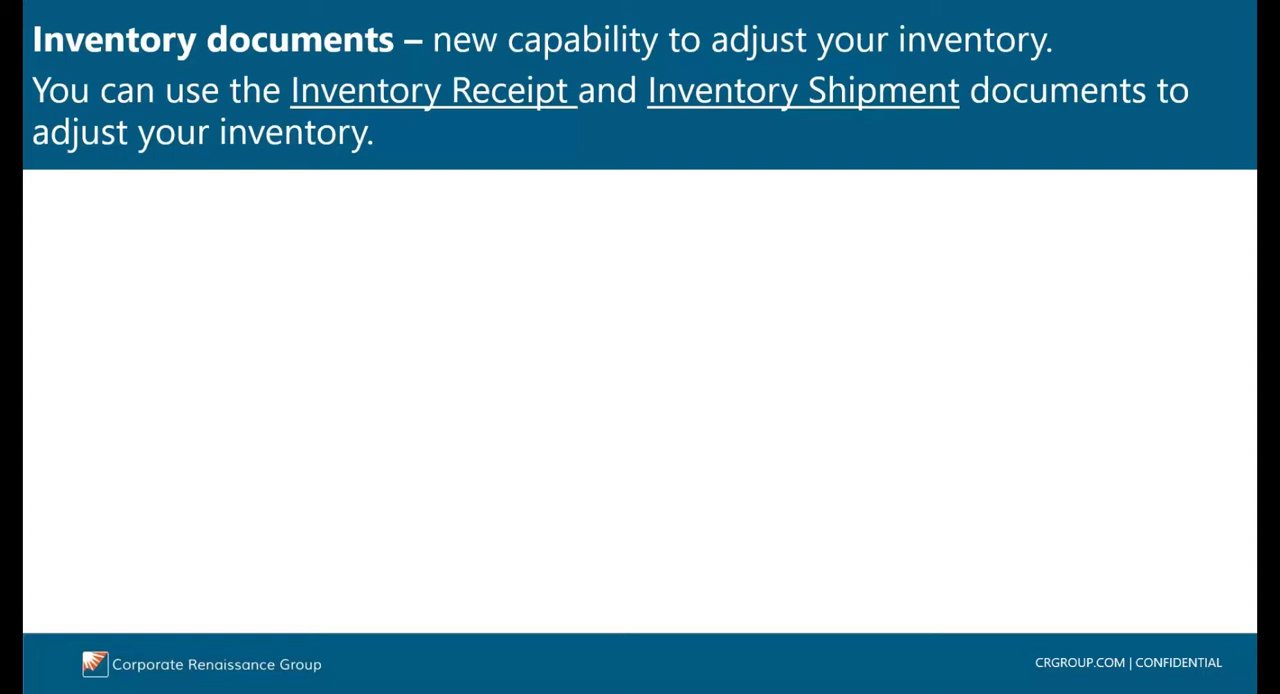 Inventory documents – new capability to adjust your inventory.
You can use the Inventory Receipt and Inventory Shipment documents to
adjust your inventory.
Corporate Renaissance Group
CRGROUP.COM | CONFIDENTIAL